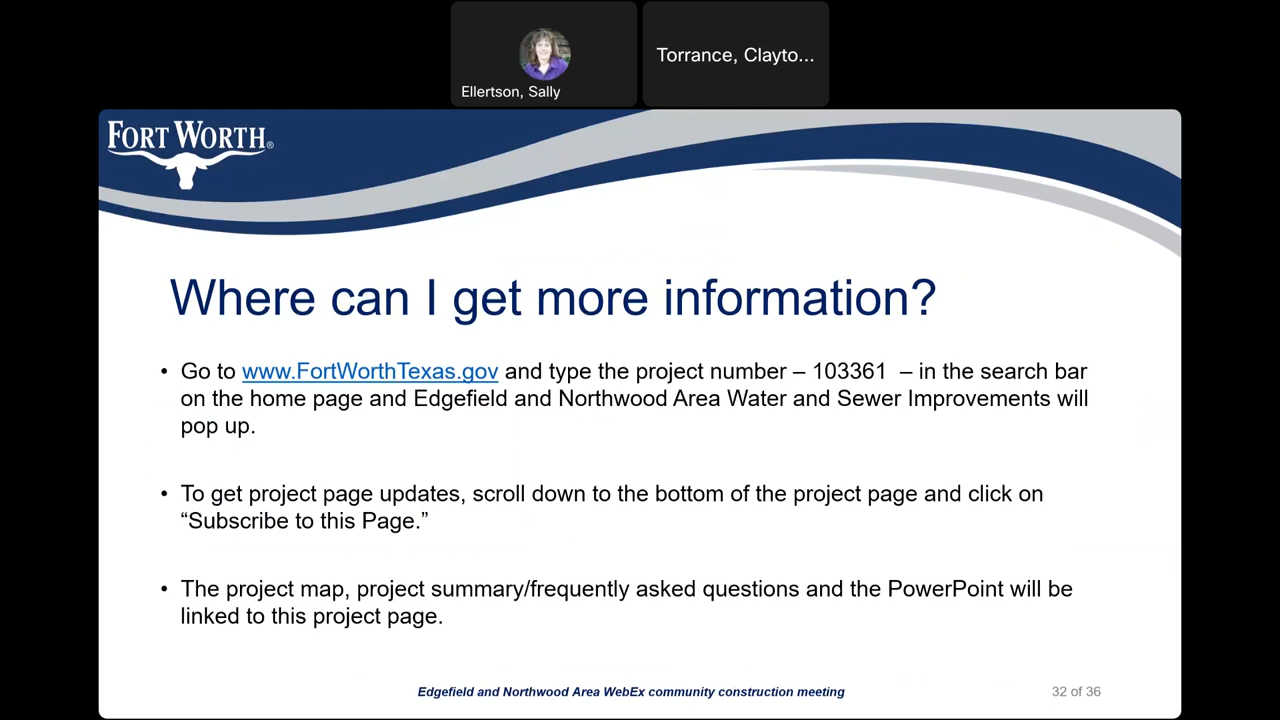 Ellertson, Sally
Torrance, Clayto...
FORT WORTH®
Where can I get more information?
• Go to www.FortWorthTexas.gov and type the project number – 103361 – in the search bar
on the home page and Edgefield and Northwood Area Water and Sewer Improvements will
pop up.
• To get project page updates, scroll down to the bottom of the project page and click on
“Subscribe to this Page.”
• The project map, project summary/frequently asked questions and the PowerPoint will be
linked to this project page.
Edgefield and Northwood Area WebEx community construction meeting
32 of 36